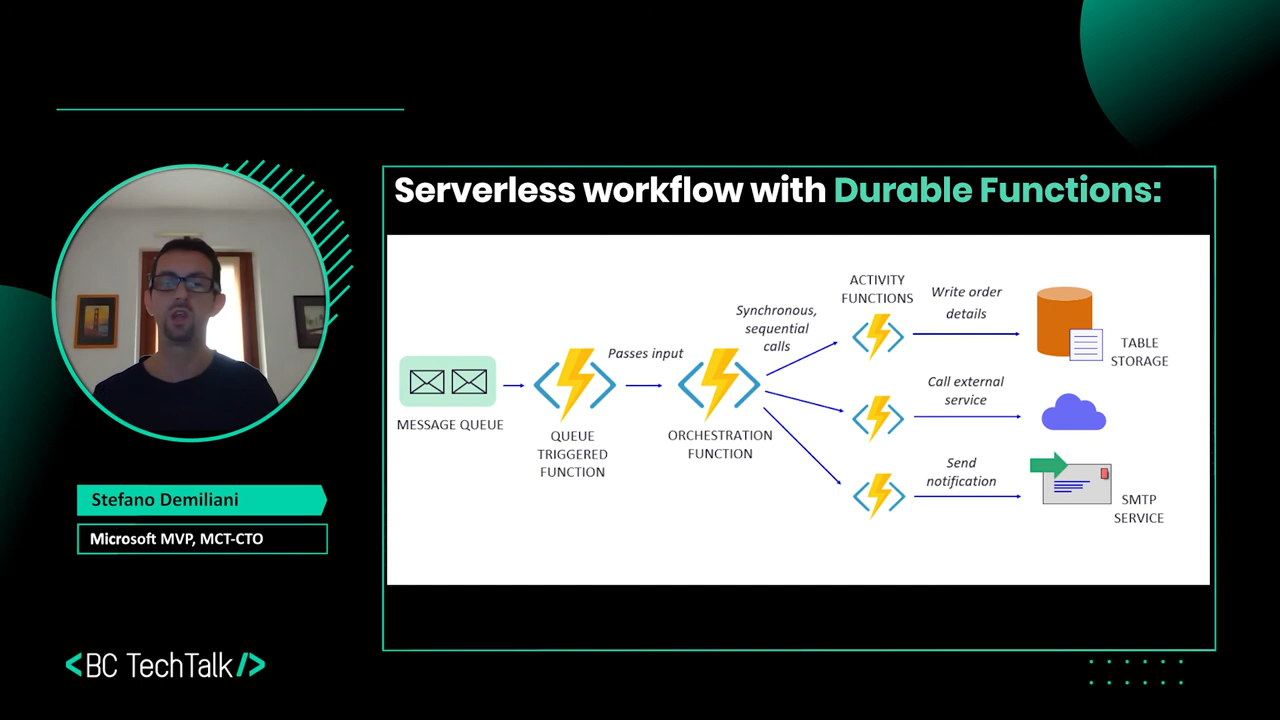 Serverless workflow with Durable Functions:
ACTIVITY
FUNCTIONS
Write order
details
Synchronous,
sequential
calls
TABLE
STORAGE
Passes input
Call external
service
MESSAGE QUEUE
QUEUE
TRIGGERED
FUNCTION
ORCHESTRATION
FUNCTION
Send
notification
SMTP
SERVICE
Stefano Demiliani
Microsoft MVP, MCT-CTO
<BC TechTalk/>